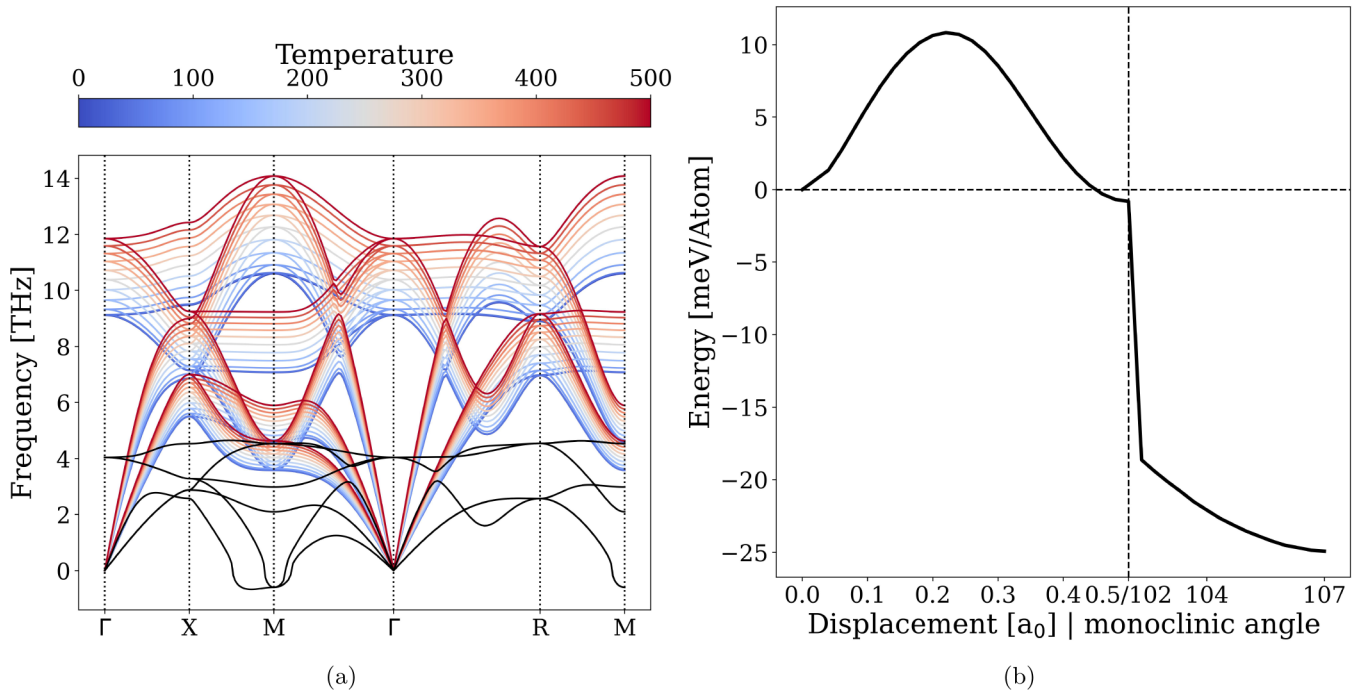 Temperature
0 100 200 300 400 500
Frequency [THz]
14
12
10
8
6
4
2
0
Γ X M Γ R M
(a)
Energy [meV/Atom]
10
5
0
−5
−10
−15
−20
−25
0.0 0.1 0.2 0.3 0.4 0.5/102 104 107
Displacement [a₀] | monoclinic angle
(b)